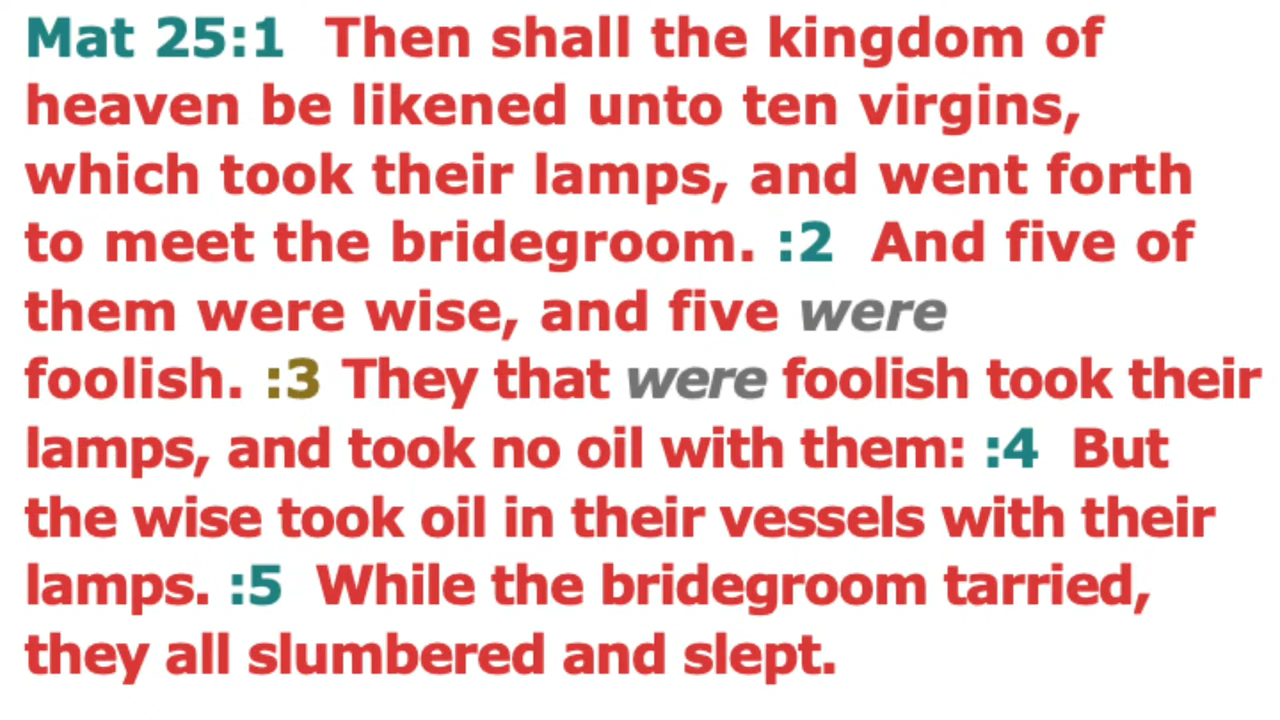 Mat 25:1 Then shall the kingdom of
heaven be likened unto ten virgins,
which took their lamps, and went forth
to meet the bridegroom. :2 And five of
them were wise, and five were
foolish. :3 They that were foolish took their
lamps, and took no oil with them: :4 But
the wise took oil in their vessels with their
lamps. :5 While the bridegroom tarried,
they all slumbered and slept.